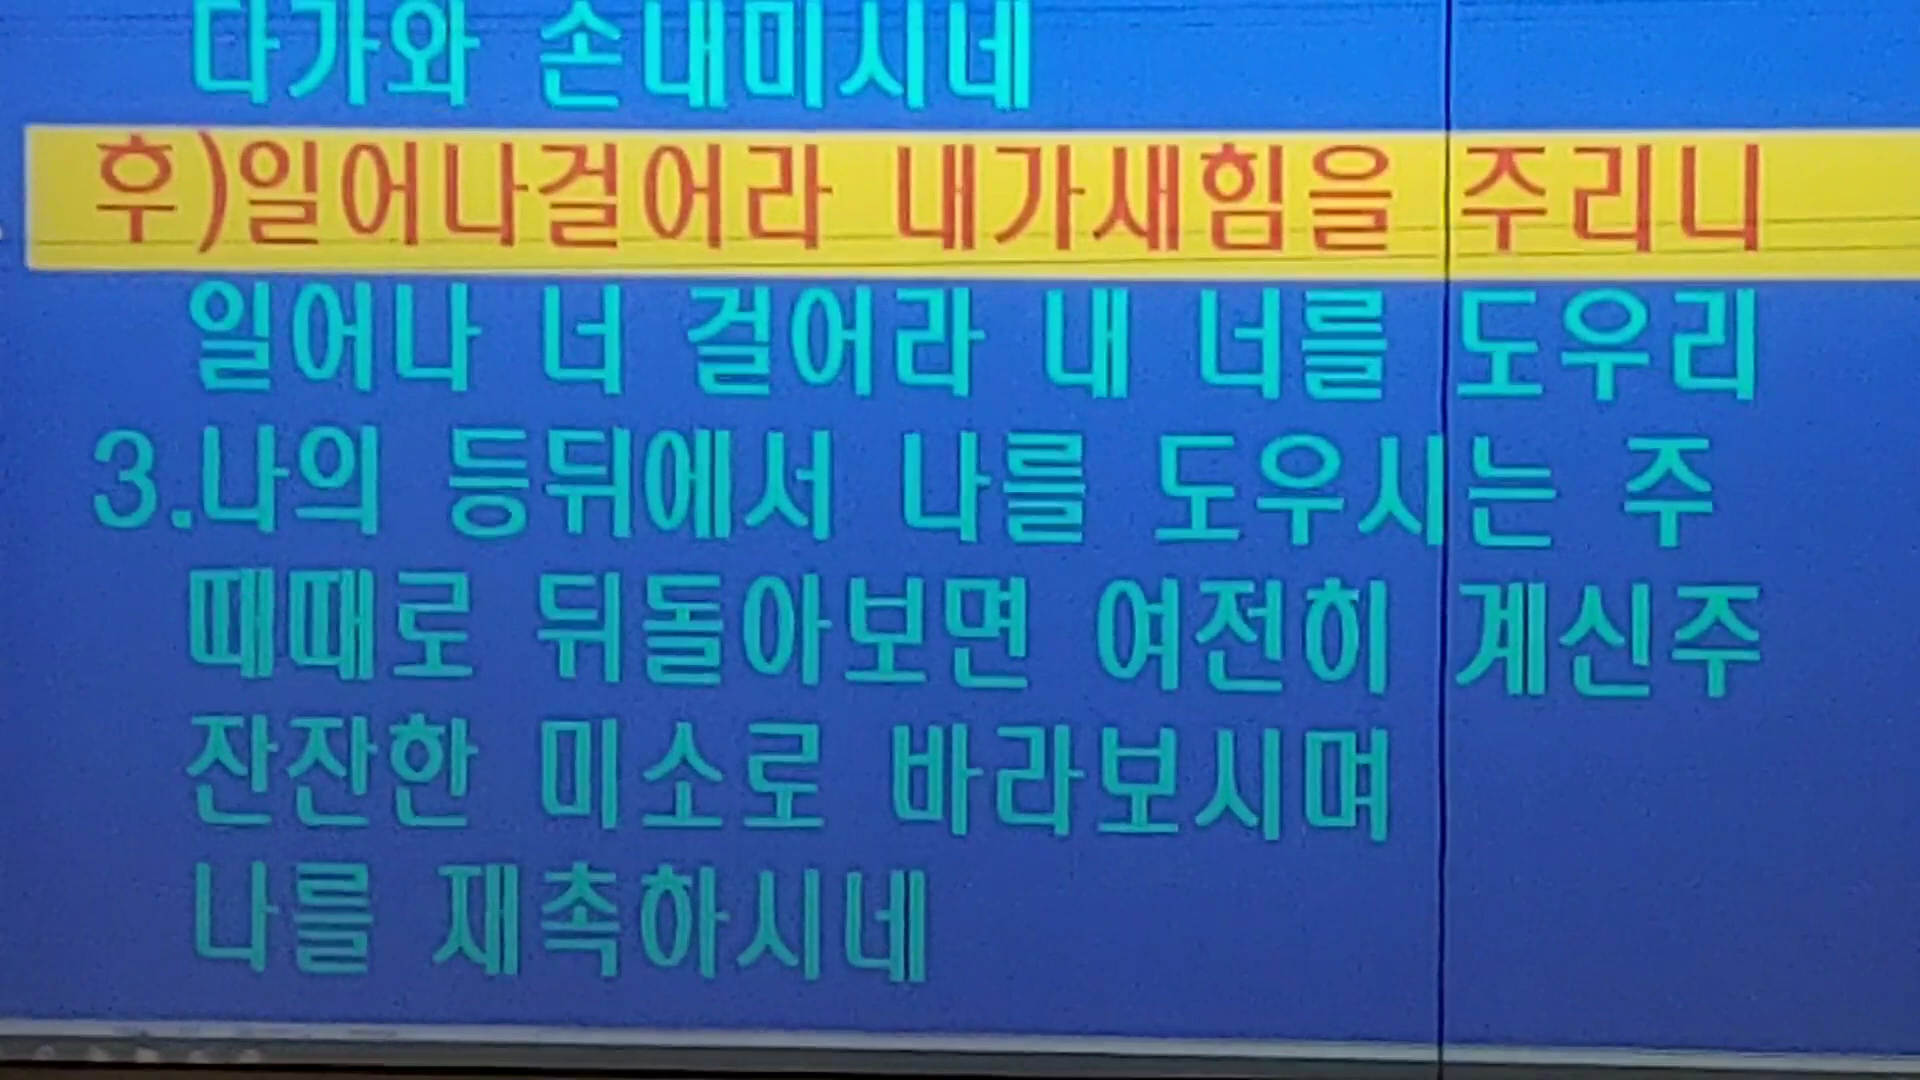 다가와 손내미시네
후)일어나걸어라 내가새힘을 주리니
일어나 너 걸어라 내 너를 도우리
3.나의 등뒤에서 나를 도우시는 주
때때로 뒤돌아보면 여전히 계신주
잔잔한 미소로 바라보시며
나를 재촉하시네